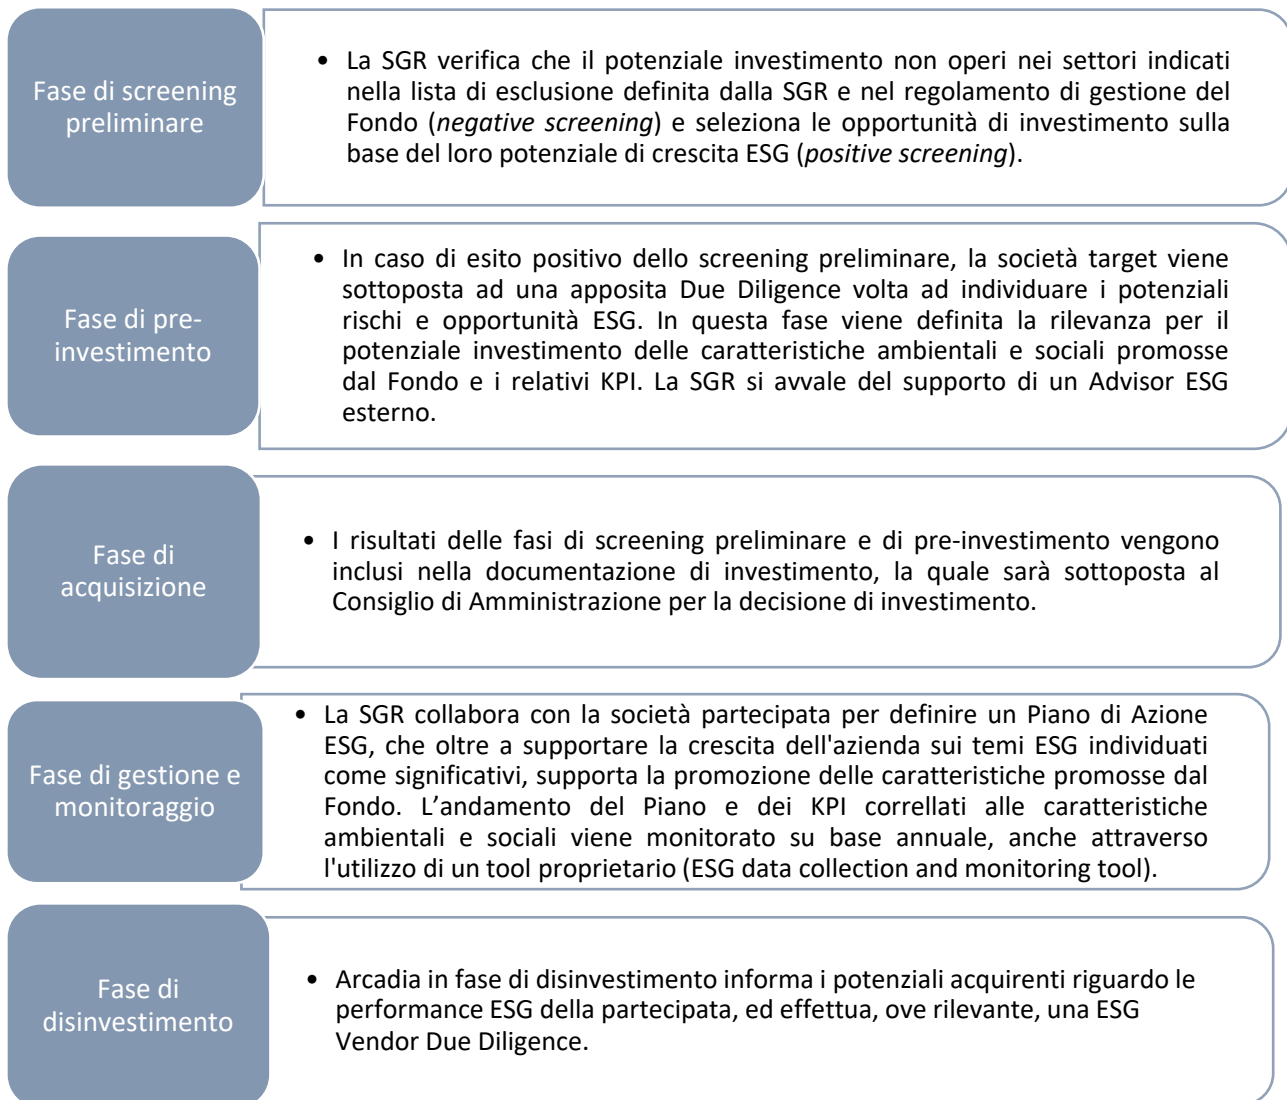 Fase di screening
preliminare
• La SGR verifica che il potenziale investimento non operi nei settori indicati
nella lista di esclusione definita dalla SGR e nel regolamento di gestione del
Fondo (negative screening) e seleziona le opportunità di investimento sulla
base del loro potenziale di crescita ESG (positive screening).
Fase di pre-
investimento
• In caso di esito positivo dello screening preliminare, la società target viene
sottoposta ad una apposita Due Diligence volta ad individuare i potenziali
rischi e opportunità ESG. In questa fase viene definita la rilevanza per il
potenziale investimento delle caratteristiche ambientali e sociali promosse
dal Fondo e i relativi KPI. La SGR si avvale del supporto di un Advisor ESG
esterno.
Fase di
acquisizione
• I risultati delle fasi di screening preliminare e di pre-investimento vengono
inclusi nella documentazione di investimento, la quale sarà sottoposta al
Consiglio di Amministrazione per la decisione di investimento.
Fase di gestione e
monitoraggio
• La SGR collabora con la società partecipata per definire un Piano di Azione
ESG, che oltre a supportare la crescita dell'azienda sui temi ESG individuati
come significativi, supporta la promozione delle caratteristiche promosse dal
Fondo. L’andamento del Piano e dei KPI correllati alle caratteristiche
ambientali e sociali viene monitorato su base annuale, anche attraverso
l'utilizzo di un tool proprietario (ESG data collection and monitoring tool).
Fase di
disinvestimento
• Arcadia in fase di disinvestimento informa i potenziali acquirenti riguardo le
performance ESG della partecipata, ed effettua, ove rilevante, una ESG
Vendor Due Diligence.